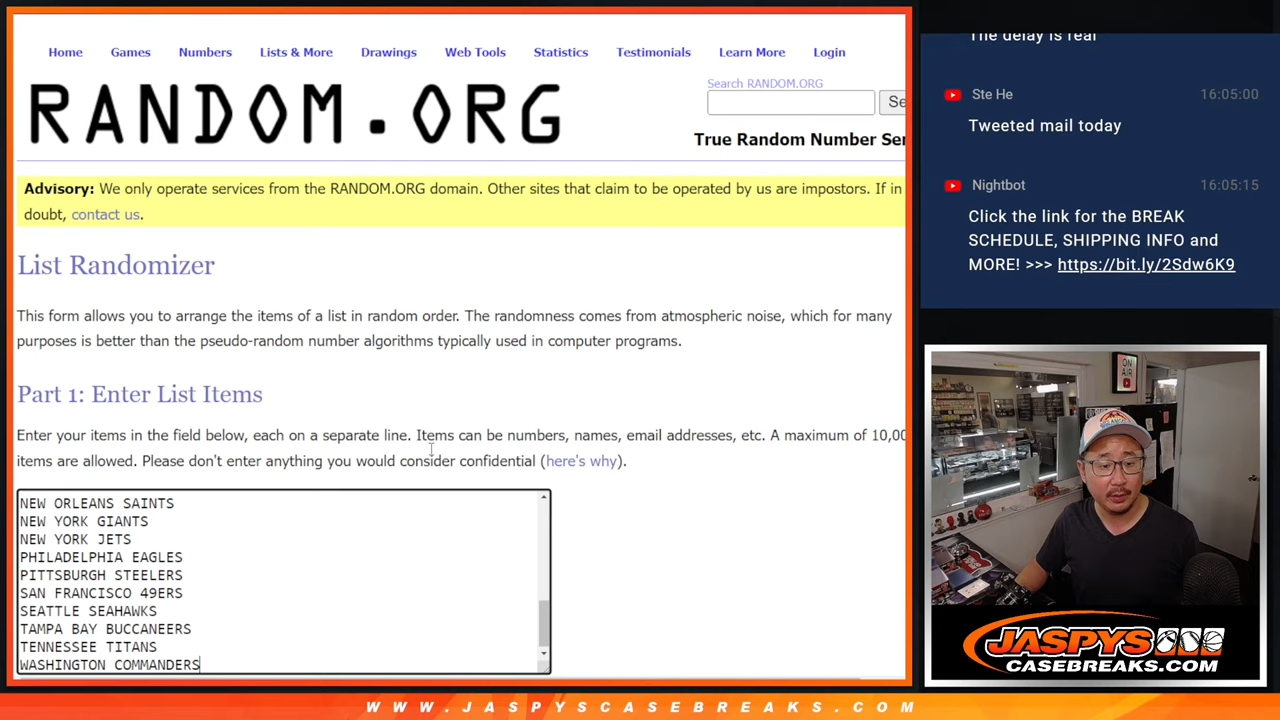 Home Games Numbers Lists & More Drawings Web Tools Statistics Testimonials Learn More Login
RANDOM.ORG
Search RANDOM.ORG
Se
True Random Number Ser
Advisory: We only operate services from the RANDOM.ORG domain. Other sites that claim to be operated by us are impostors. If in
doubt, contact us.
List Randomizer
This form allows you to arrange the items of a list in random order. The randomness comes from atmospheric noise, which for many
purposes is better than the pseudo-random number algorithms typically used in computer programs.
Part 1: Enter List Items
Enter your items in the field below, each on a separate line. Items can be numbers, names, email addresses, etc. A maximum of 10,00
items are allowed. Please don't enter anything you would consider confidential (here's why).
NEW ORLEANS SAINTS
NEW YORK GIANTS
NEW YORK JETS
PHILADELPHIA EAGLES
PITTSBURGH STEELERS
SAN FRANCISCO 49ERS
SEATTLE SEAHAWKS
TAMPA BAY BUCCANEERS
TENNESSEE TITANS
WASHINGTON COMMANDERS
The delay is real
Ste He 16:05:00
Tweeted mail today
Nightbot 16:05:15
Click the link for the BREAK
SCHEDULE, SHIPPING INFO and
MORE! >>> https://bit.ly/2Sdw6K9
ON
AIR
JASPYS
CASEBREAKS.COM
WWW.JASPYSCASEBREAKS.COM